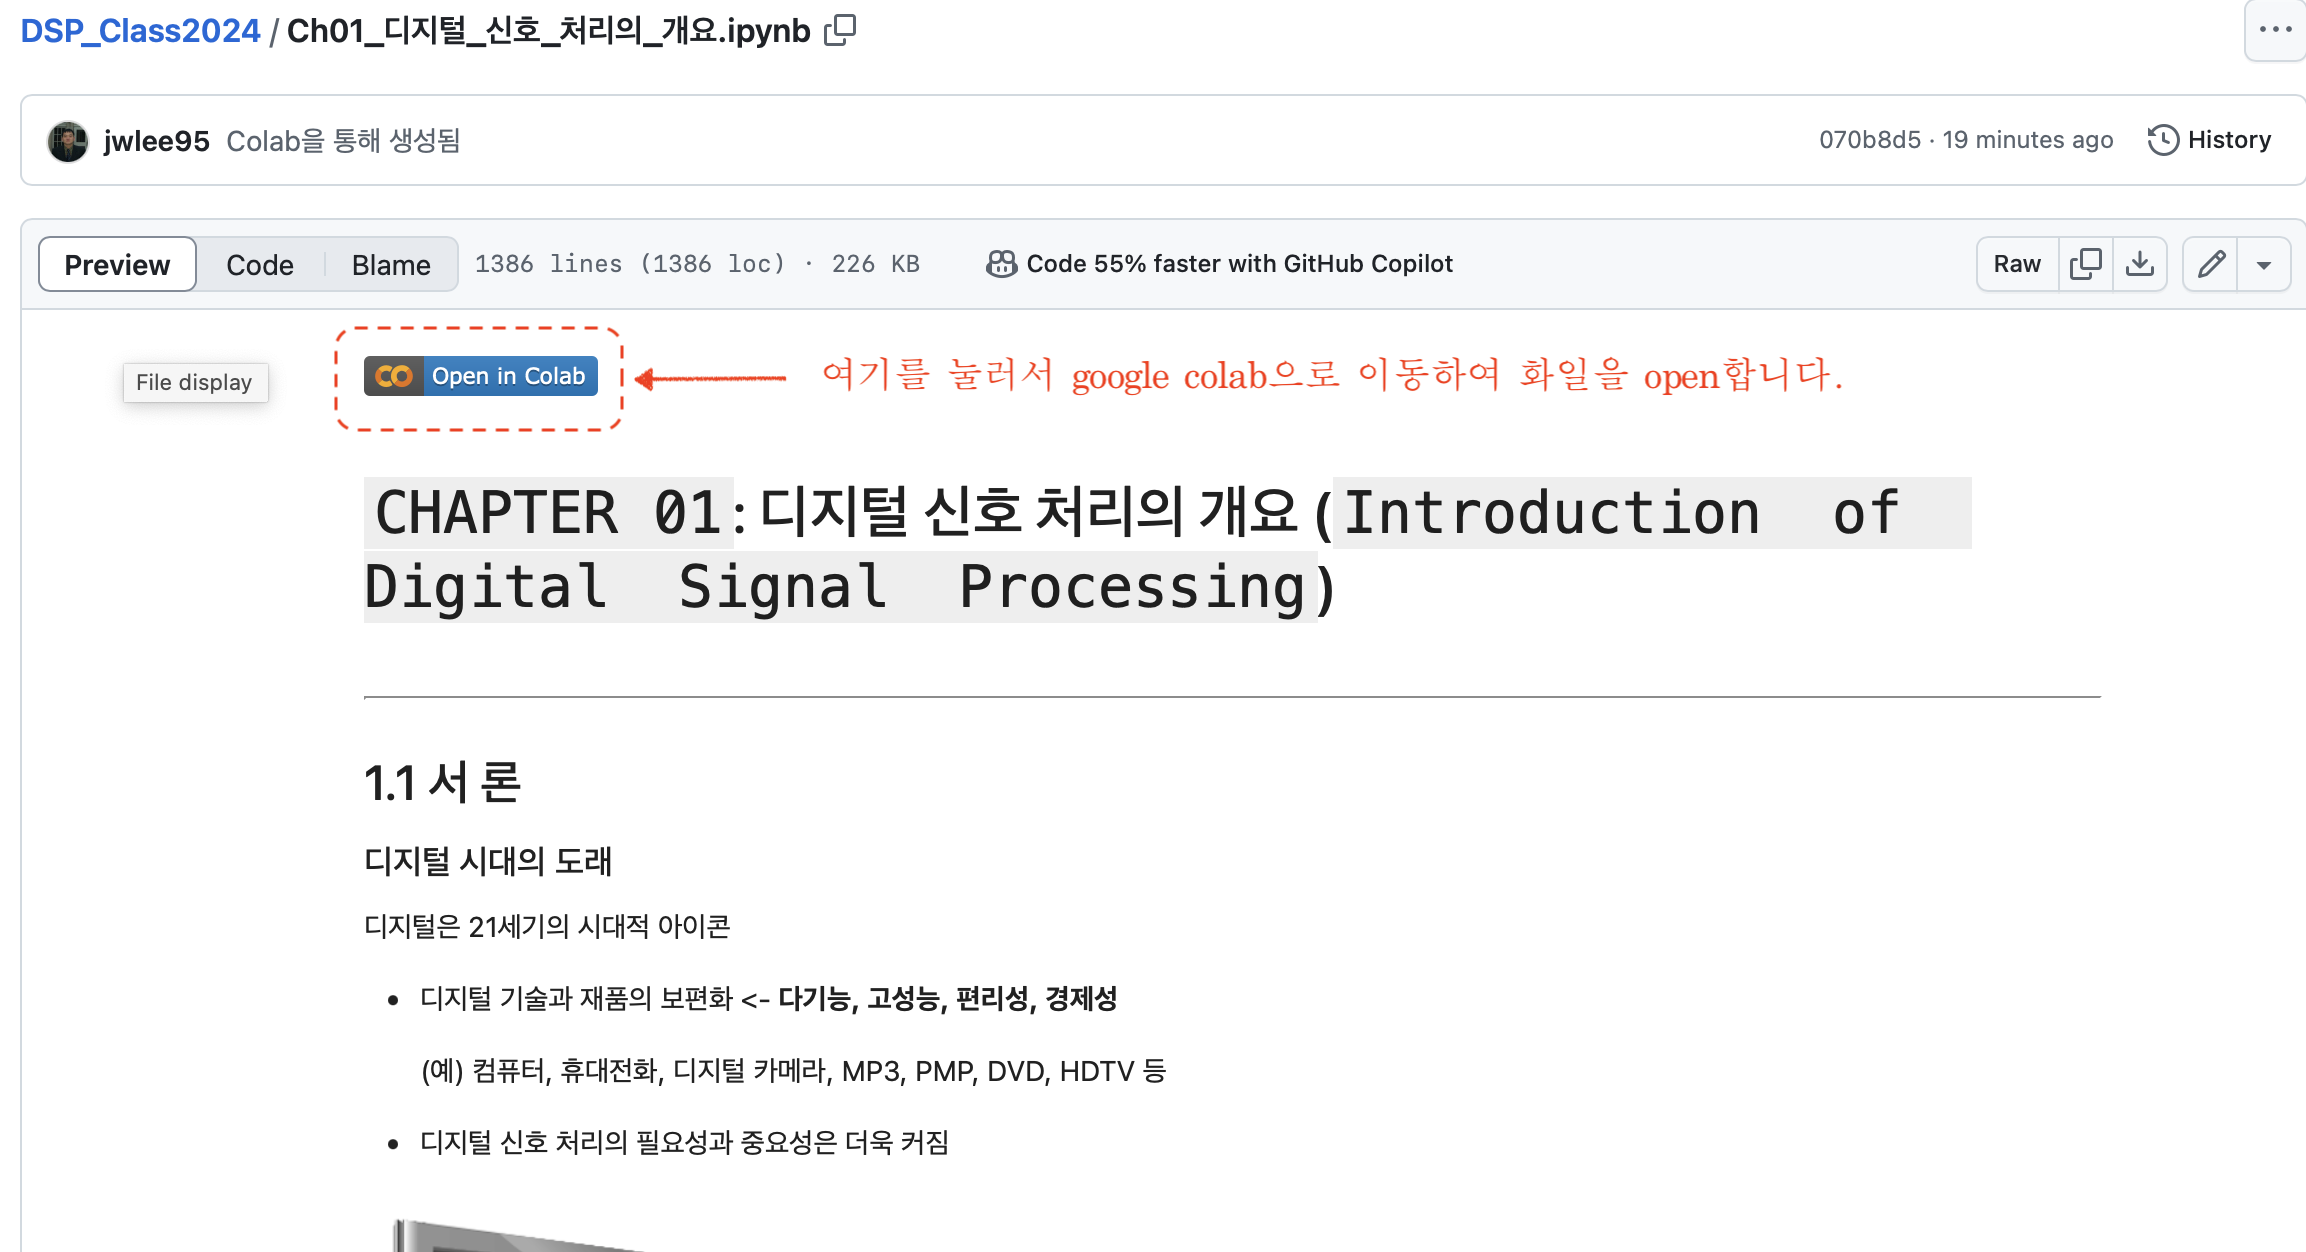 DSP_Class2024 / Ch01_디지털_신호_처리의_개요.ipynb
jwlee95 Colab을 통해 생성됨 070b8d5 · 19 minutes ago History
Preview Code Blame 1386 lines (1386 loc) · 226 KB Code 55% faster with GitHub Copilot Raw
File display Open in Colab 여기를 눌러서 google colab으로 이동하여 화일을 open합니다.
CHAPTER 01: 디지털 신호 처리의 개요 (Introduction of
Digital Signal Processing)
1.1 서 론
디지털 시대의 도래
디지털은 21세기의 시대적 아이콘
• 디지털 기술과 재품의 보편화 <- 다기능, 고성능, 편리성, 경제성
(예) 컴퓨터, 휴대전화, 디지털 카메라, MP3, PMP, DVD, HDTV 등
• 디지털 신호 처리의 필요성과 중요성은 더욱 커짐